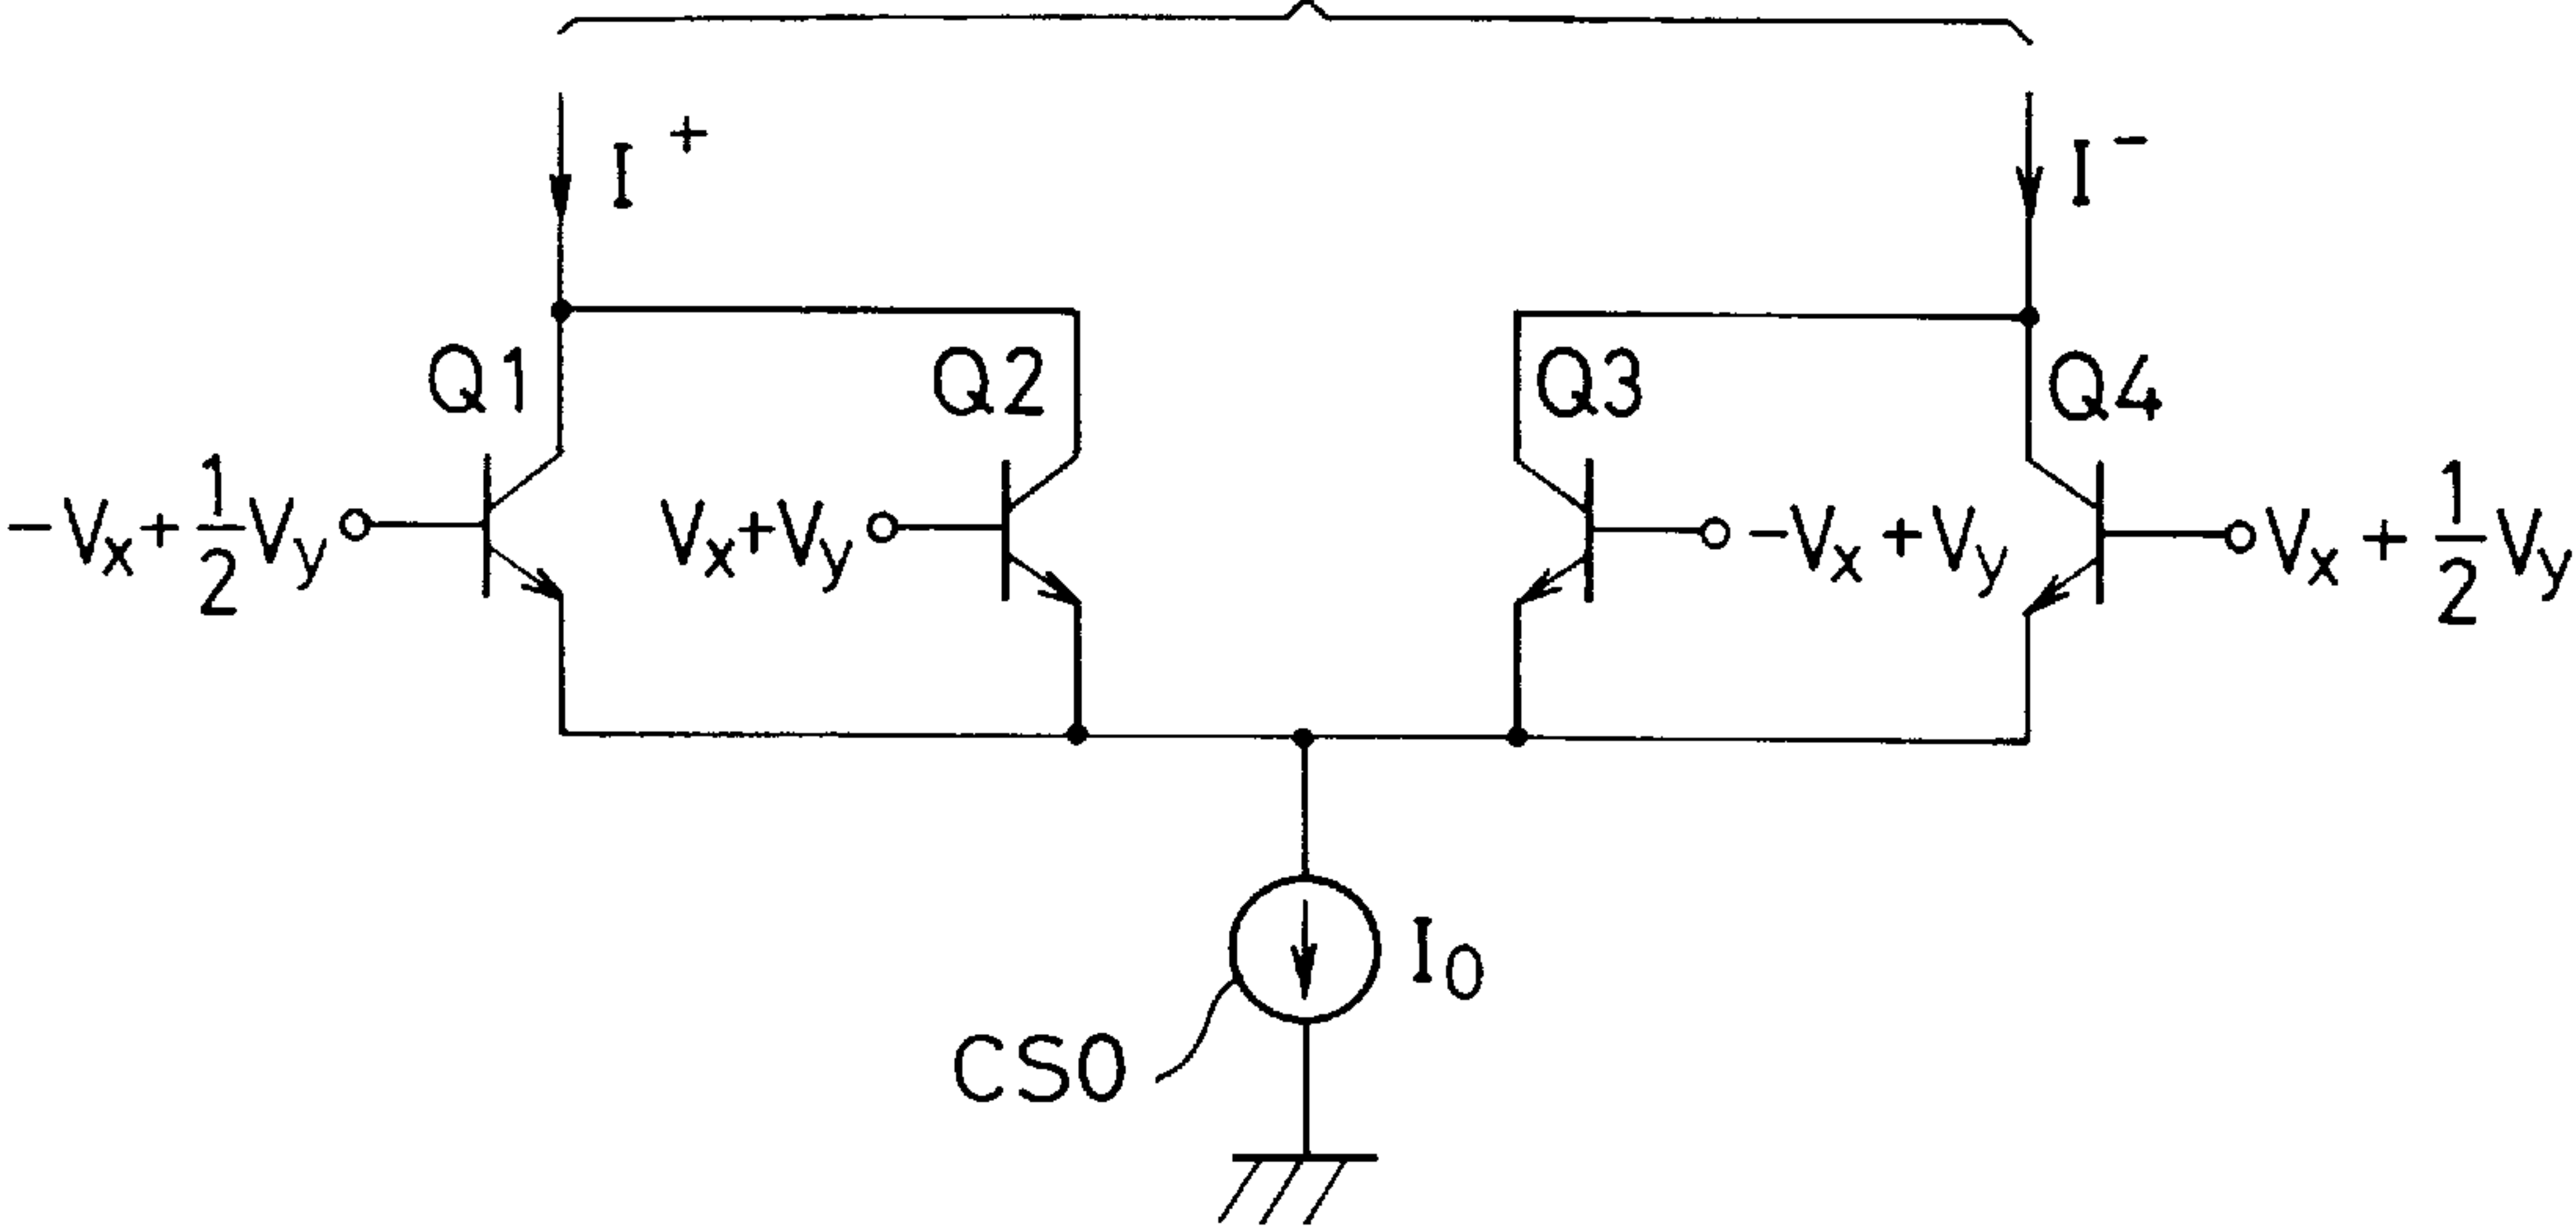 I+
I-
Q1
Q2
Q3
Q4
-Vx+1/2Vy
Vx+Vy
-Vx+Vy
Vx+1/2Vy
I0
CS0